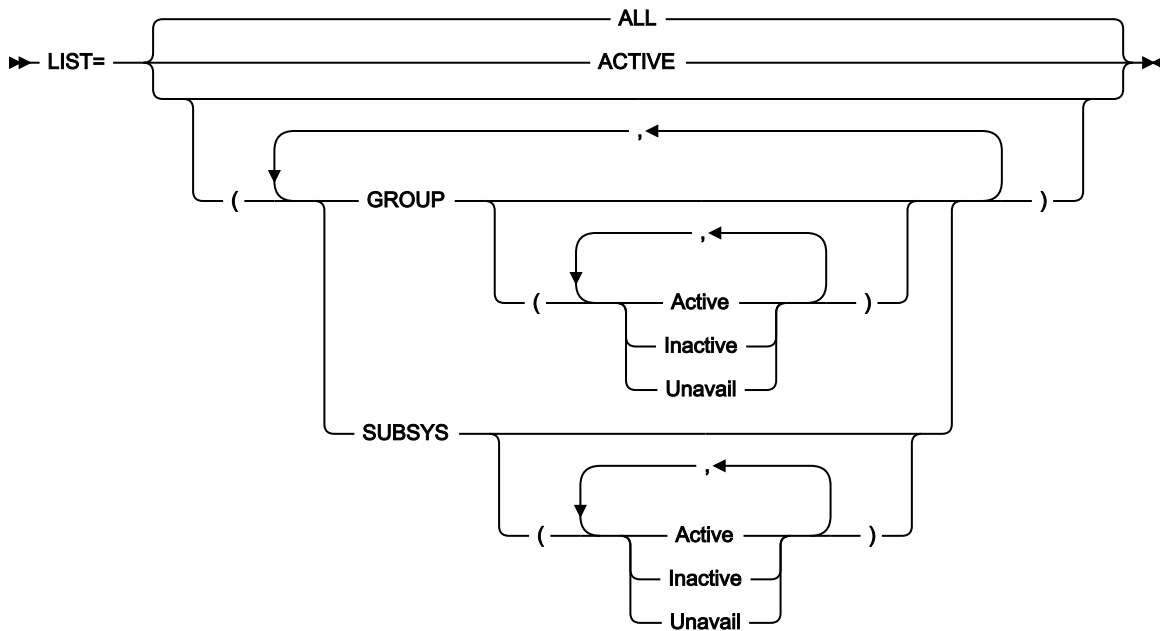 ALL
LIST=
ACTIVE
,
(
GROUP
)
,
(
Active
)
Inactive
Unavail
SUBSYS
,
(
Active
)
Inactive
Unavail